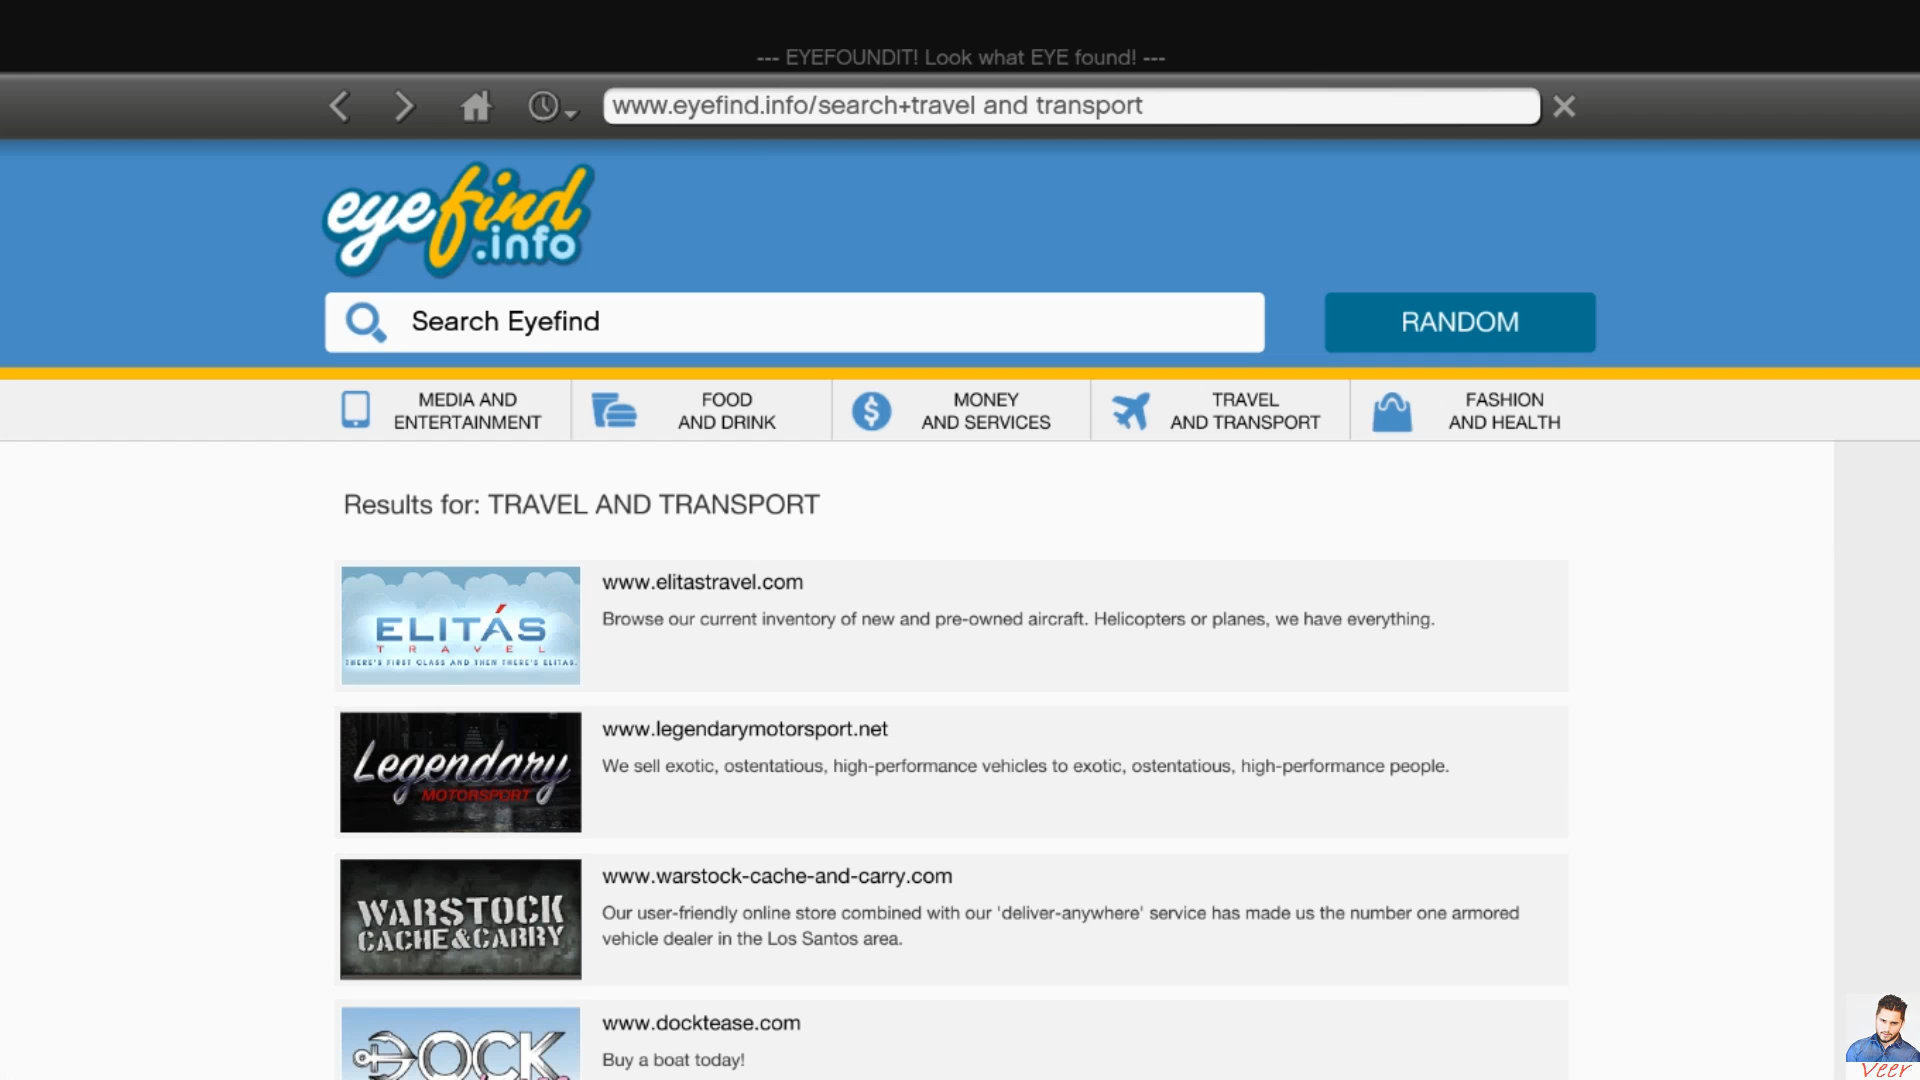 --- EYEFOUNDIT! Look what EYE found! ---
www.eyefind.info/search+travel and transport
eyefind
.info
Search Eyefind
RANDOM
MEDIA AND
ENTERTAINMENT
FOOD
AND DRINK
MONEY
AND SERVICES
TRAVEL
AND TRANSPORT
FASHION
AND HEALTH
Results for: TRAVEL AND TRANSPORT
ELITÁS
TRAVEL
THERE'S FIRST CLASS AND THEN THERE'S ELITAS.
www.elitastravel.com
Browse our current inventory of new and pre-owned aircraft. Helicopters or planes, we have everything.
Legendary
MOTORSPORT
www.legendarymotorsport.net
We sell exotic, ostentatious, high-performance vehicles to exotic, ostentatious, high-performance people.
WARSTOCK
CACHE&CARRY
www.warstock-cache-and-carry.com
Our user-friendly online store combined with our 'deliver-anywhere' service has made us the number one armored
vehicle dealer in the Los Santos area.
DOCK
www.docktease.com
Buy a boat today!
Veer